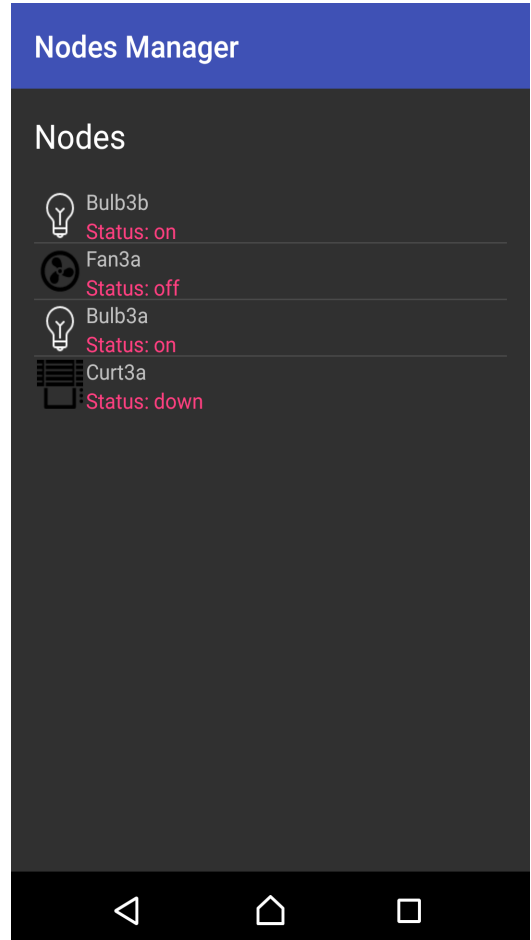 Nodes Manager
Nodes
Bulb3b
Status: on
Fan3a
Status: off
Bulb3a
Status: on
Curt3a
Status: down